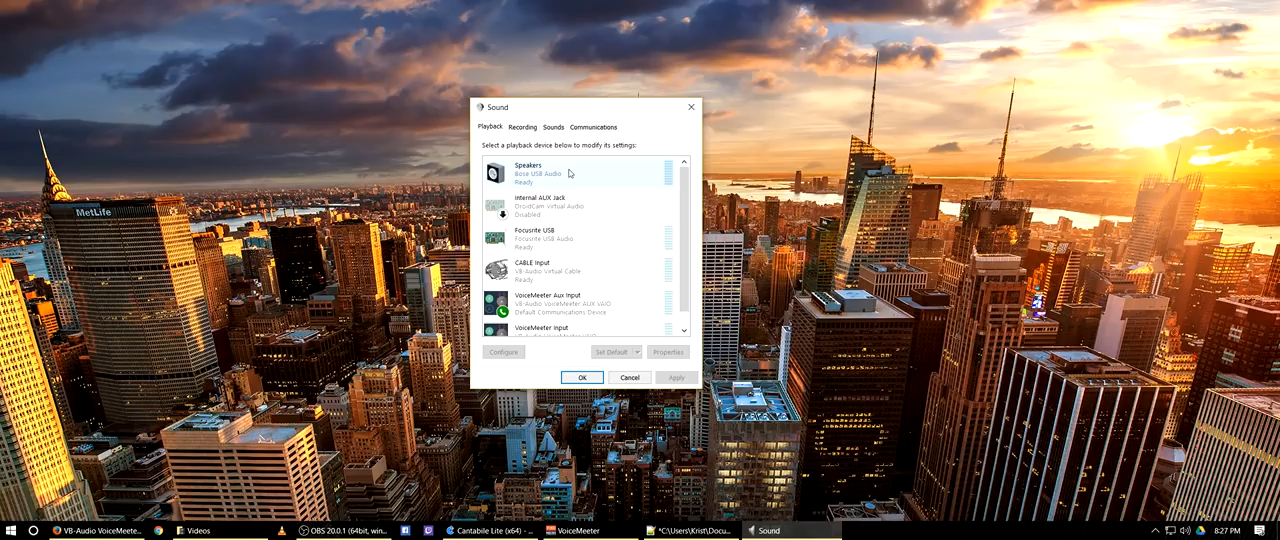 MetLife
Sound
Playback Recording Sounds Communications
Select a playback device below to modify its settings:
Speakers
Bose USB Audio
Ready
Internal AUX Jack
DroidCam Virtual Audio
Disabled
Focusrite USB
Focusrite USB Audio
Ready
CABLE Input
VB-Audio Virtual Cable
Ready
VoiceMeeter Aux Input
VB-Audio VoiceMeeter AUX VAIO
Default Communications Device
VoiceMeeter Input
Configure Set Default Properties
OK Cancel Apply
VB-Audio VoiceMeete... Videos OBS 20.0.1 (64bit, win... Cantabile Lite (x64) - ... VoiceMeeter *C:\Users\Krist\Docu... Sound 8:27 PM